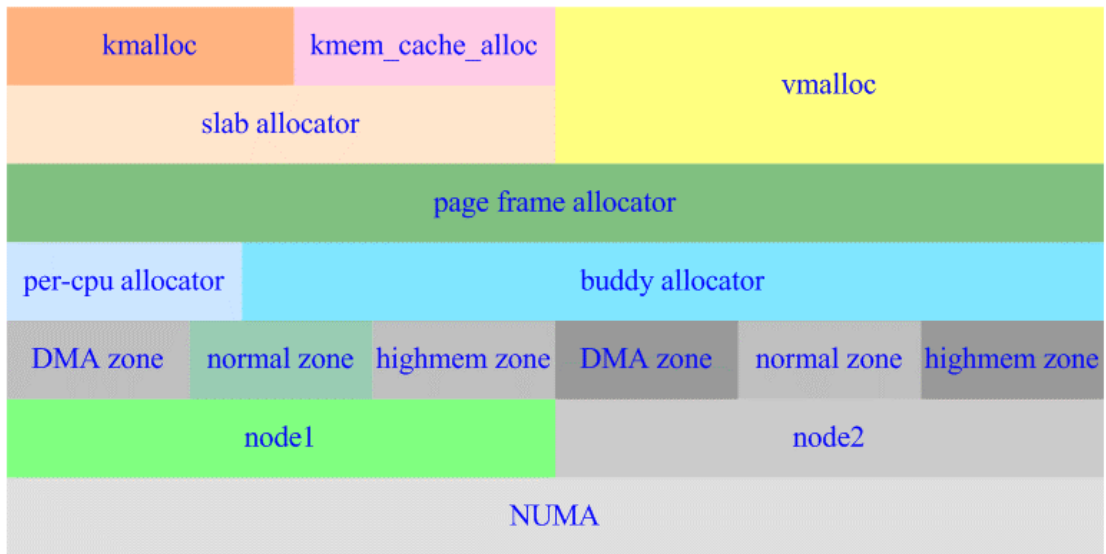 kmalloc
kmem_cache_alloc
vmalloc
slab allocator
page frame allocator
per-cpu allocator
buddy allocator
DMA zone
normal zone
highmem zone
DMA zone
normal zone
highmem zone
node1
node2
NUMA